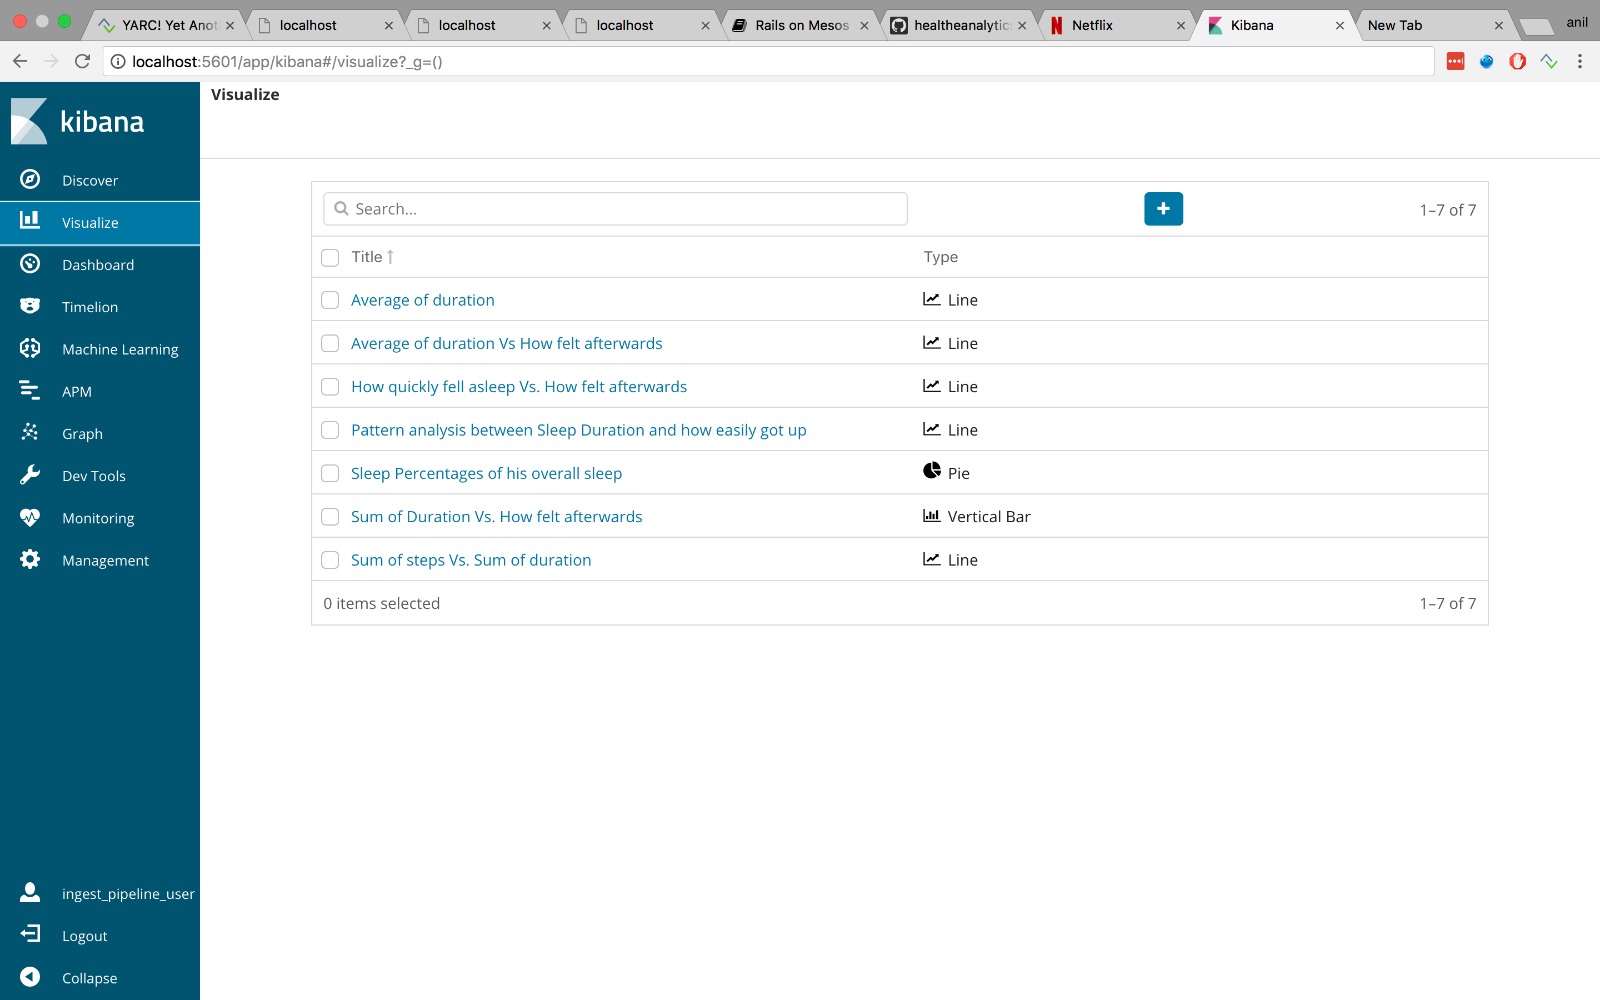 YARC! Yet Anot
localhost
localhost
localhost
Rails on Mesos
healtheanalytic
Netflix
Kibana
New Tab
anil
localhost:5601/app/kibana#/visualize?_g=()
kibana
Discover
Visualize
Dashboard
Timelion
Machine Learning
APM
Graph
Dev Tools
Monitoring
Management
ingest_pipeline_user
Logout
Collapse
Visualize
Search...
1–7 of 7
Title Type
Average of duration Line
Average of duration Vs How felt afterwards Line
How quickly fell asleep Vs. How felt afterwards Line
Pattern analysis between Sleep Duration and how easily got up Line
Sleep Percentages of his overall sleep Pie
Sum of Duration Vs. How felt afterwards Vertical Bar
Sum of steps Vs. Sum of duration Line
0 items selected 1–7 of 7